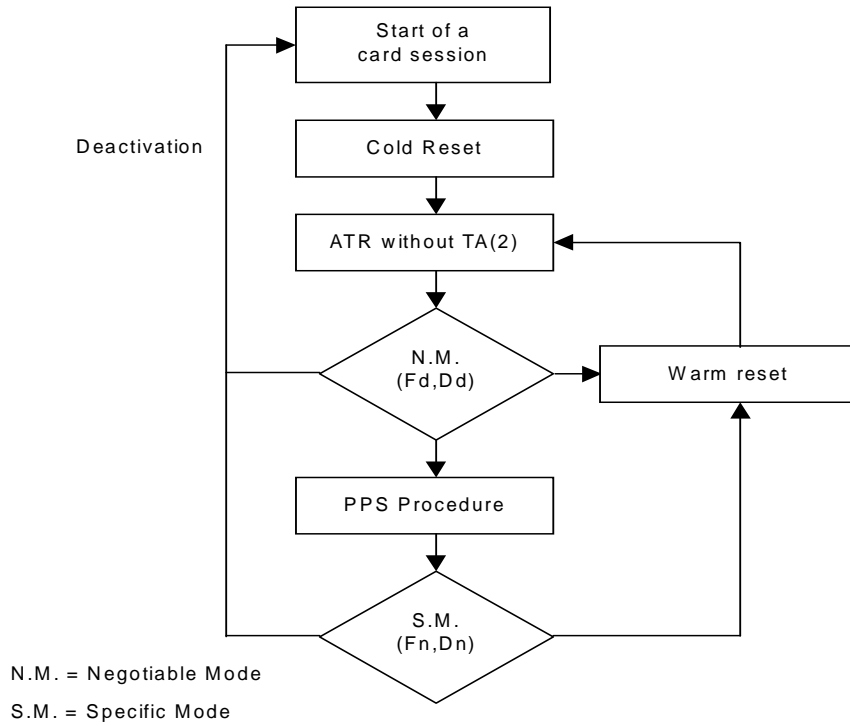 Start of a
card session
Deactivation
Cold Reset
ATR without TA(2)
N.M.
(Fd,Dd)
Warm reset
PPS Procedure
S.M.
(Fn,Dn)
N.M. = Negotiable Mode
S.M. = Specific Mode